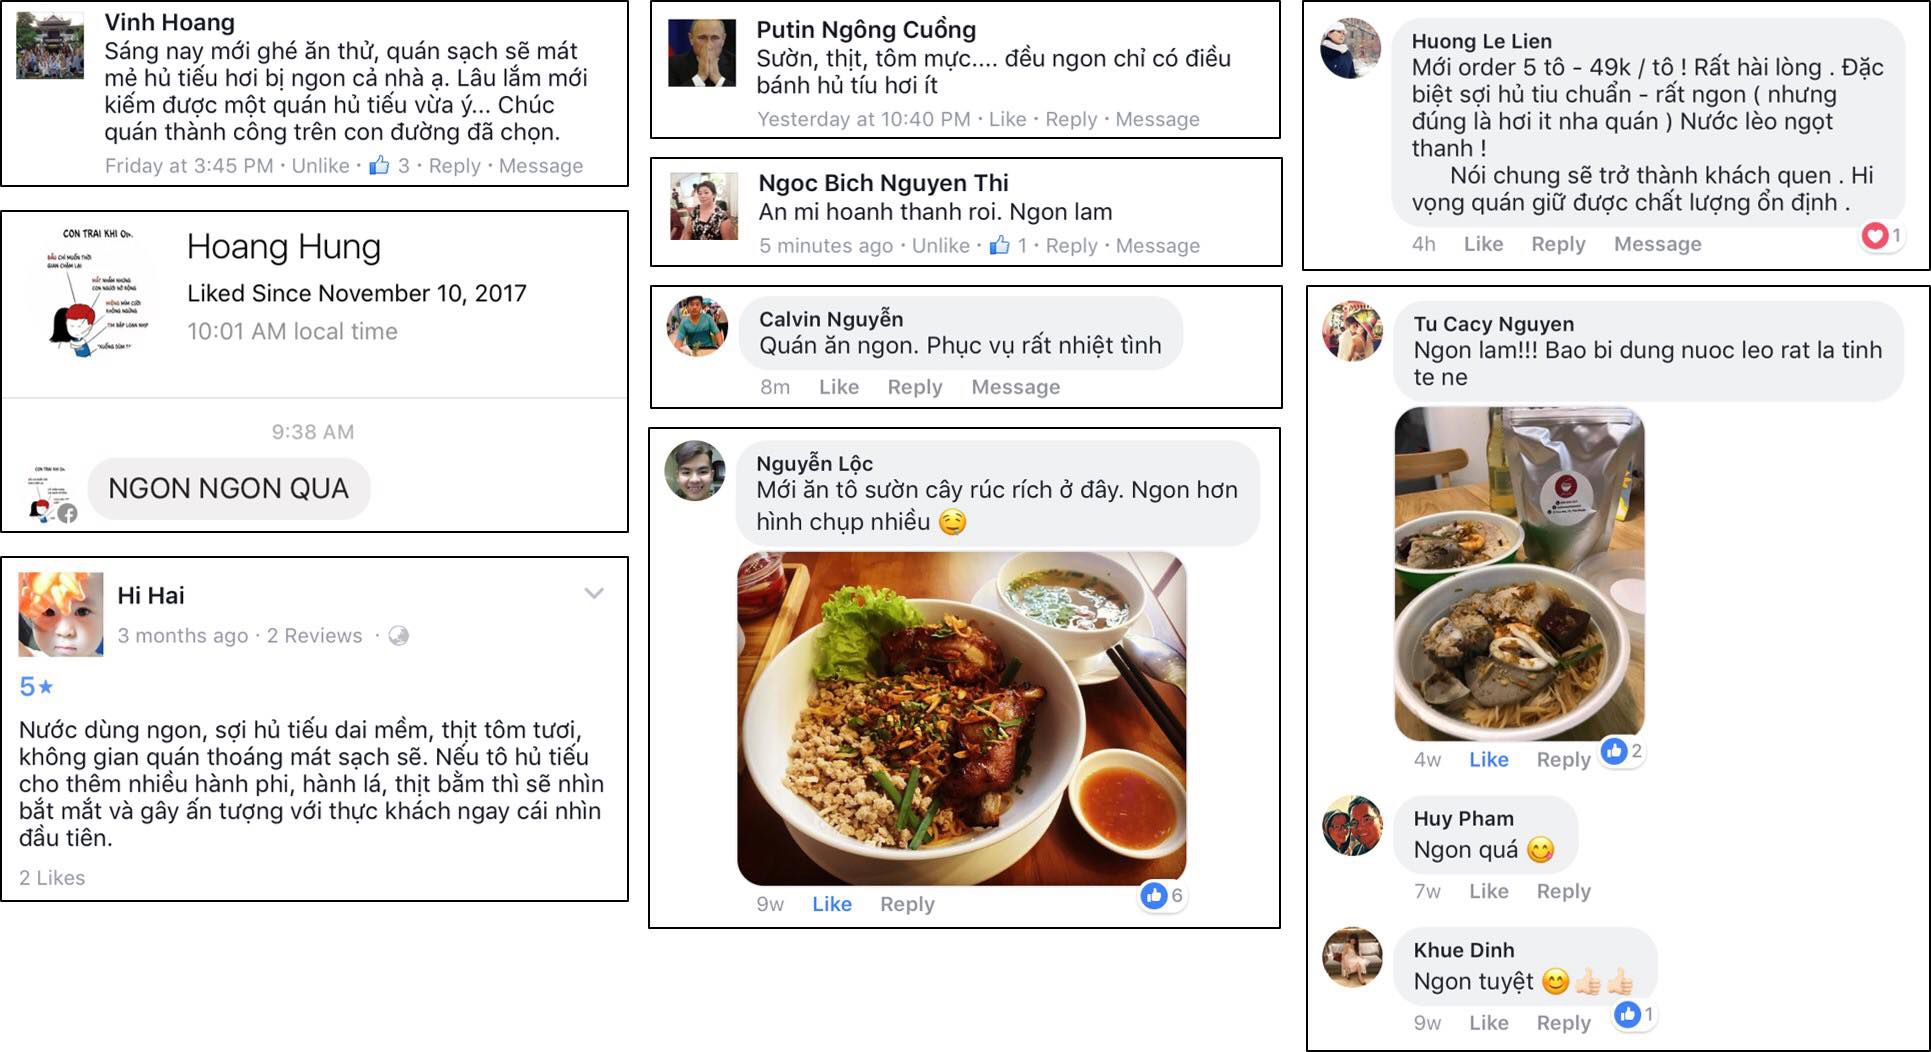 Vinh Hoang
Sáng nay mới ghé ăn thử, quán sạch sẽ mát
mẻ hủ tiếu hơi bị ngon cả nhà ạ. Lâu lắm mới
kiếm được một quán hủ tiếu vừa ý... Chúc
quán thành công trên con đường đã chọn.
Friday at 3:45 PM · Unlike · 3 · Reply · Message
CON TRAI KHI
Hoang Hung
Liked Since November 10, 2017
10:01 AM local time
9:38 AM
NGON NGON QUA
Hi Hai
3 months ago · 2 Reviews ·
5★
Nước dùng ngon, sợi hủ tiếu dai mềm, thịt tôm tươi,
không gian quán thoáng mát sạch sẽ. Nếu tô hủ tiếu
cho thêm nhiều hành phi, hành lá, thịt bằm thì sẽ nhìn
bắt mắt và gây ấn tượng với thực khách ngay cái nhìn
đầu tiên.
2 Likes
Putin Ngông Cuồng
Sườn, thịt, tôm mực.... đều ngon chỉ có điều
bánh hủ tíu hơi ít
Yesterday at 10:40 PM · Like · Reply · Message
Ngoc Bich Nguyen Thi
An mi hoanh thanh roi. Ngon lam
5 minutes ago · Unlike · 1 · Reply · Message
Calvin Nguyễn
Quán ăn ngon. Phục vụ rất nhiệt tình
8m Like Reply Message
Nguyễn Lộc
Mới ăn tô sườn cây rúc rích ở đây. Ngon hơn
hình chụp nhiều 🤤
9w Like Reply 6
Huong Le Lien
Mới order 5 tô - 49k / tô ! Rất hài lòng . Đặc
biệt sợi hủ tiu chuẩn - rất ngon ( nhưng
đúng là hơi it nha quán ) Nước lèo ngọt
thanh !
Nói chung sẽ trở thành khách quen . Hi
vọng quán giữ được chất lượng ổn định .
4h Like Reply Message 1
Tu Cacy Nguyen
Ngon lam!!! Bao bi dung nuoc leo rat la tinh
te ne
4w Like Reply 2
Huy Pham
Ngon quá 😋
7w Like Reply
Khue Dinh
Ngon tuyệt 😊👍🏻👍🏻
9w Like Reply 1